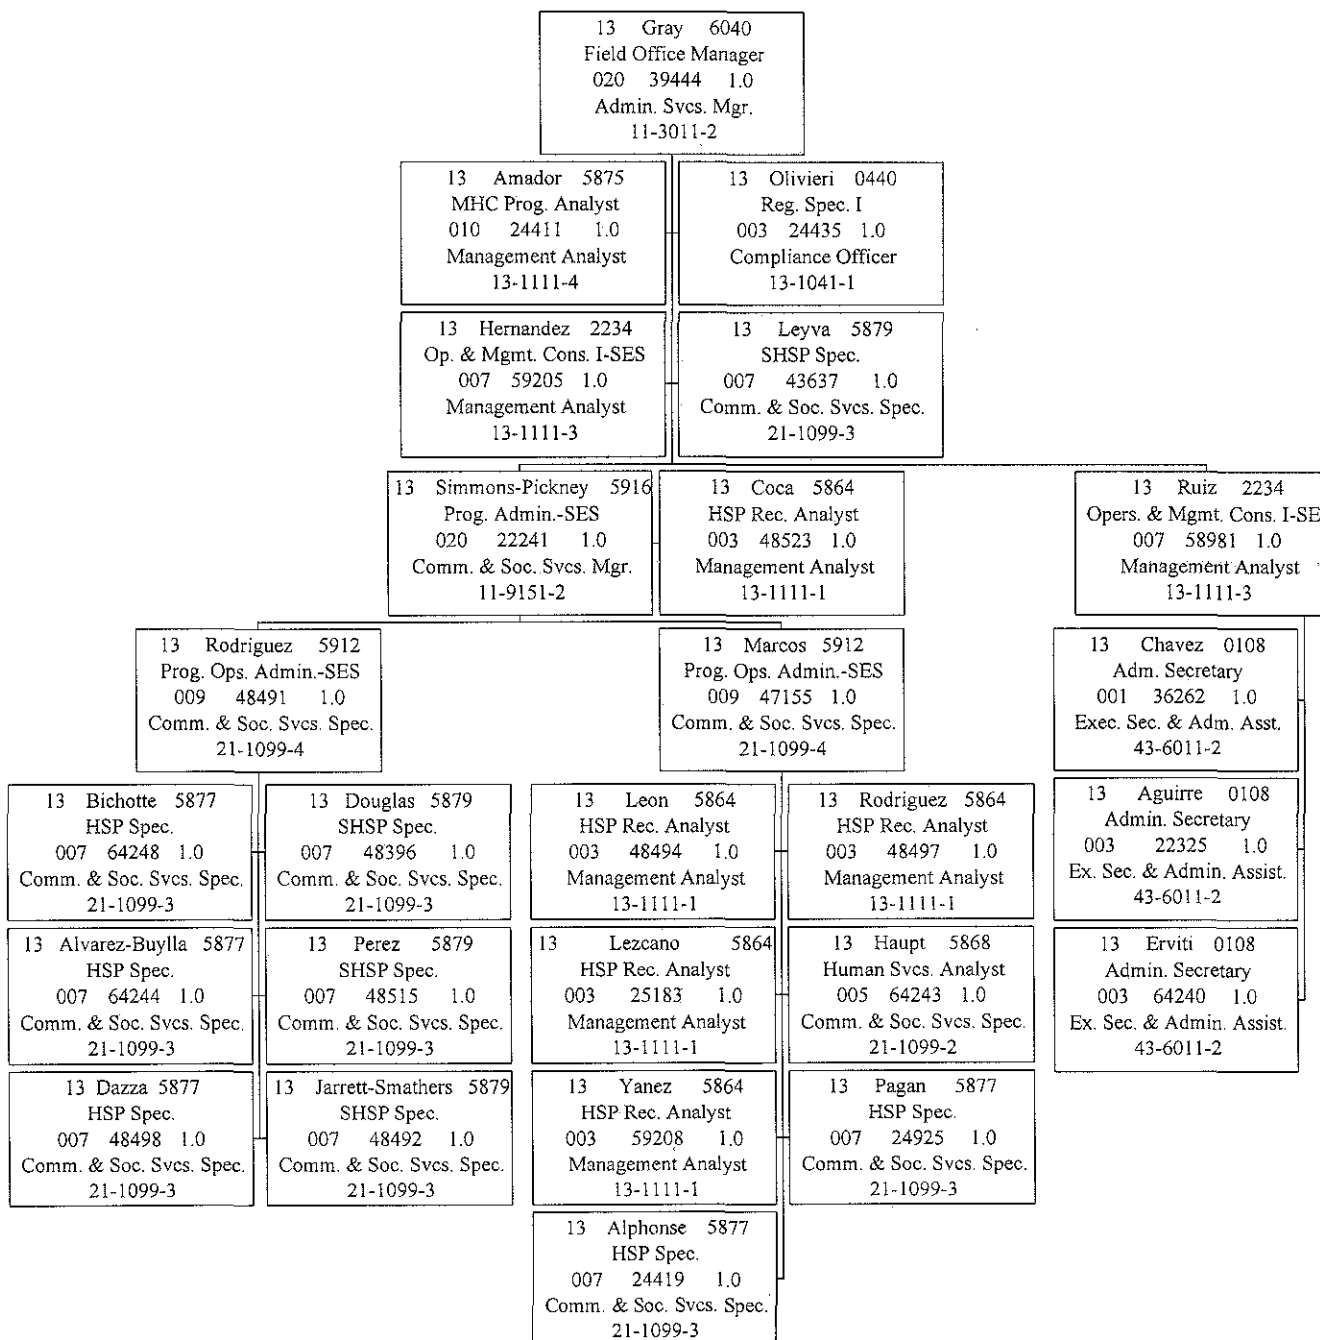 13 Gray 6040
Field Office Manager
020 39444 1.0
Admin. Svcs. Mgr.
11-3011-2
13 Amador 5875
MHC Prog. Analyst
010 24411 1.0
Management Analyst
13-1111-4
13 Olivieri 0440
Reg. Spec. I
003 24435 1.0
Compliance Officer
13-1041-1
13 Hernandez 2234
Op. & Mgmt. Cons. I-SES
007 59205 1.0
Management Analyst
13-1111-3
13 Leyva 5879
SHSP Spec.
007 43637 1.0
Comm. & Soc. Svcs. Spec.
21-1099-3
13 Simmons-Pickney 5916
Prog. Admin.-SES
020 22241 1.0
Comm. & Soc. Svcs. Mgr.
11-9151-2
13 Coca 5864
HSP Rec. Analyst
003 48523 1.0
Management Analyst
13-1111-1
13 Ruiz 2234
Opers. & Mgmt. Cons. I-SE
007 58981 1.0
Management Analyst
13-1111-3
13 Rodriguez 5912
Prog. Ops. Admin.-SES
009 48491 1.0
Comm. & Soc. Svcs. Spec.
21-1099-4
13 Marcos 5912
Prog. Ops. Admin.-SES
009 47155 1.0
Comm. & Soc. Svcs. Spec.
21-1099-4
13 Chavez 0108
Adm. Secretary
001 36262 1.0
Exec. Sec. & Adm. Asst.
43-6011-2
13 Bichotte 5877
HSP Spec.
007 64248 1.0
Comm. & Soc. Svcs. Spec.
21-1099-3
13 Douglas 5879
SHSP Spec.
007 48396 1.0
Comm. & Soc. Svcs. Spec.
21-1099-3
13 Leon 5864
HSP Rec. Analyst
003 48494 1.0
Management Analyst
13-1111-1
13 Rodriguez 5864
HSP Rec. Analyst
003 48497 1.0
Management Analyst
13-1111-1
13 Aguirre 0108
Admin. Secretary
003 22325 1.0
Ex. Sec. & Admin. Assist.
43-6011-2
13 Alvarez-Buylla 5877
HSP Spec.
007 64244 1.0
Comm. & Soc. Svcs. Spec.
21-1099-3
13 Perez 5879
SHSP Spec.
007 48515 1.0
Comm. & Soc. Svcs. Spec.
21-1099-3
13 Lezcano 5864
HSP Rec. Analyst
003 25183 1.0
Management Analyst
13-1111-1
13 Haupt 5868
Human Svcs. Analyst
005 64243 1.0
Comm. & Soc. Svcs. Spec.
21-1099-2
13 Erviti 0108
Admin. Secretary
003 64240 1.0
Ex. Sec. & Admin. Assist.
43-6011-2
13 Dazza 5877
HSP Spec.
007 48498 1.0
Comm. & Soc. Svcs. Spec.
21-1099-3
13 Jarrett-Smathers 5879
SHSP Spec.
007 48492 1.0
Comm. & Soc. Svcs. Spec.
21-1099-3
13 Yanez 5864
HSP Rec. Analyst
003 59208 1.0
Management Analyst
13-1111-1
13 Pagan 5877
HSP Spec.
007 24925 1.0
Comm. & Soc. Svcs. Spec.
21-1099-3
13 Alphonse 5877
HSP Spec.
007 24419 1.0
Comm. & Soc. Svcs. Spec.
21-1099-3